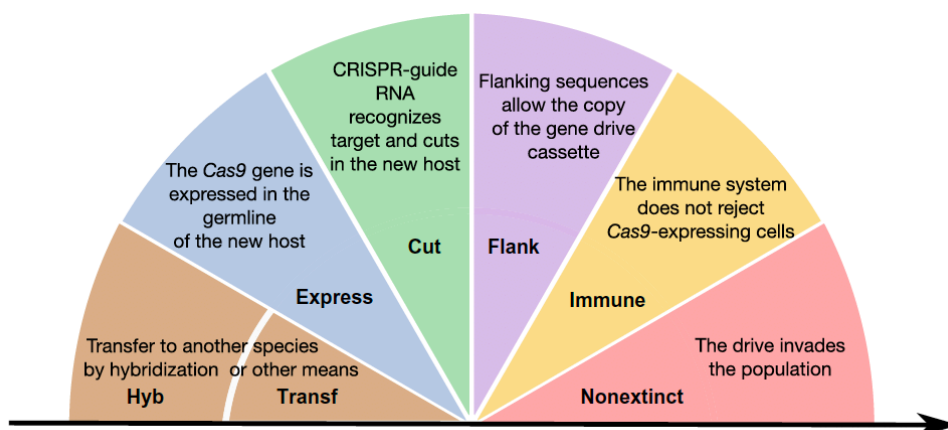 Transfer to another species
by hybridization or other means
Hyb
Transf
The Cas9 gene is
expressed in the
germline
of the new host
Express
CRISPR-guide
RNA
recognizes
target and cuts
in the new host
Cut
Flanking sequences
allow the copy
of the gene drive
cassette
Flank
The immune system
does not reject
Cas9-expressing cells
Immune
The drive invades
the population
Nonextinct